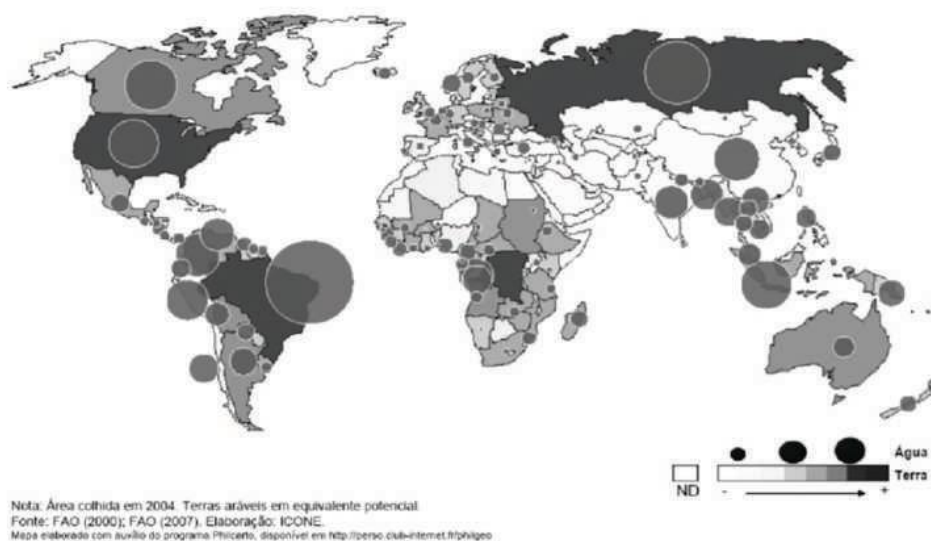 Água
Terra
ND
- +
Nota: Área colhida em 2004. Terras aráveis em equivalente potencial.
Fonte: FAO (2000); FAO (2007). Elaboração: ICONE.
Mapa elaborado com auxílio do programa Philcarto, disponível em http://perso.club-internet.fr/philgeo